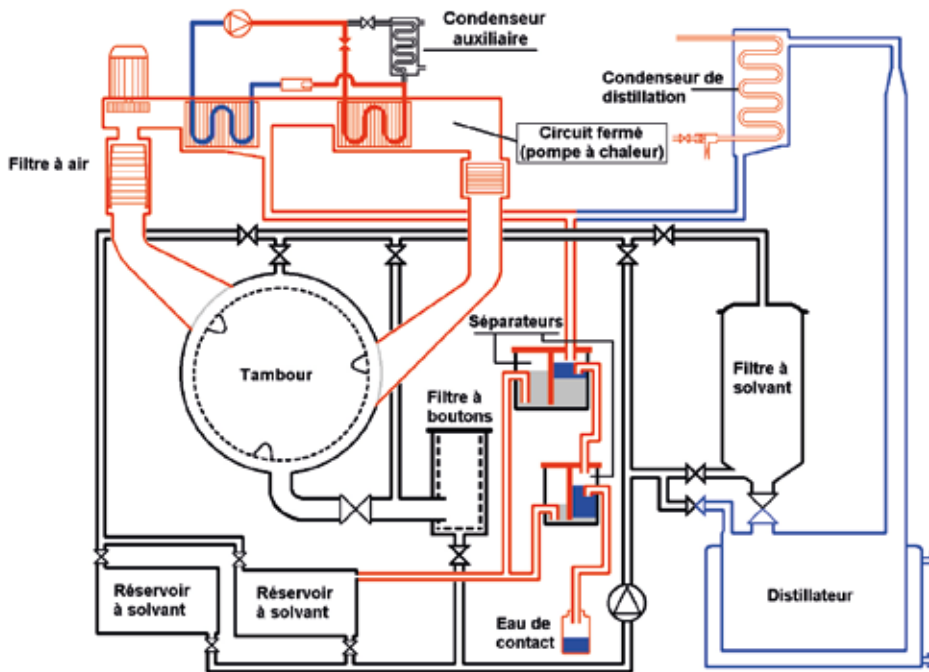 Condenseur
auxiliaire
Condenseur de
distillation
Circuit fermé
(pompe à chaleur)
Filtre à air
Séparateurs
Tambour
Filtre à
boutons
Filtre à
solvant
Réservoir
à solvant
Réservoir
à solvant
Eau de
contact
Distillateur